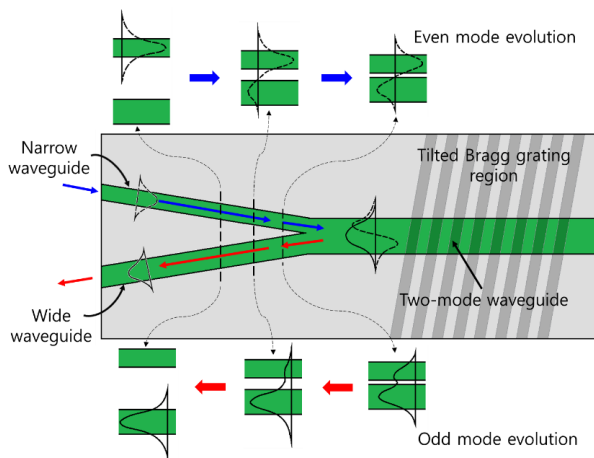 Even mode evolution
Narrow
waveguide
Tilted Bragg grating
region
Two-mode waveguide
Wide
waveguide
Odd mode evolution